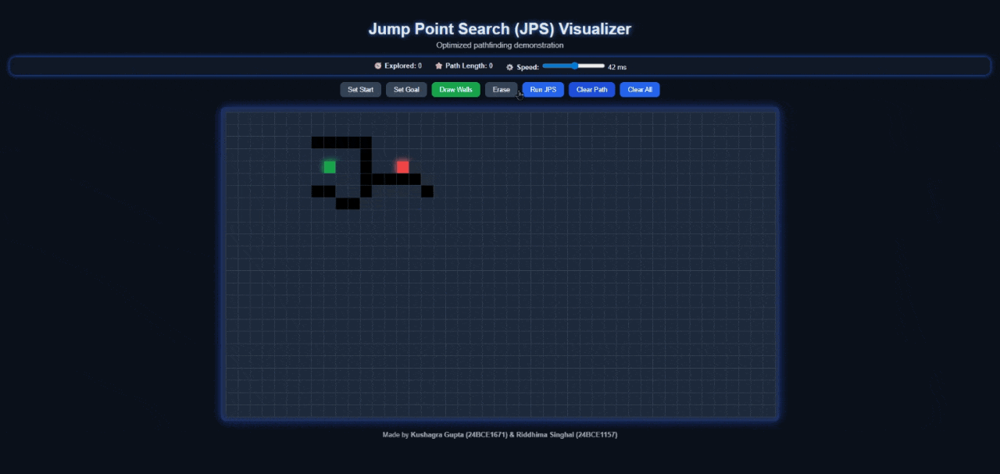 Jump Point Search (JPS) Visualizer
Optimized pathfinding demonstration
Explored: 0 Path Length: 0 Speed: 42 ms
Set Start Set Goal Draw Walls Erase Run JPS Clear Path Clear All
Made by Kushagra Gupta (24BCE1671) & Riddhima Singhal (24BCE1157)